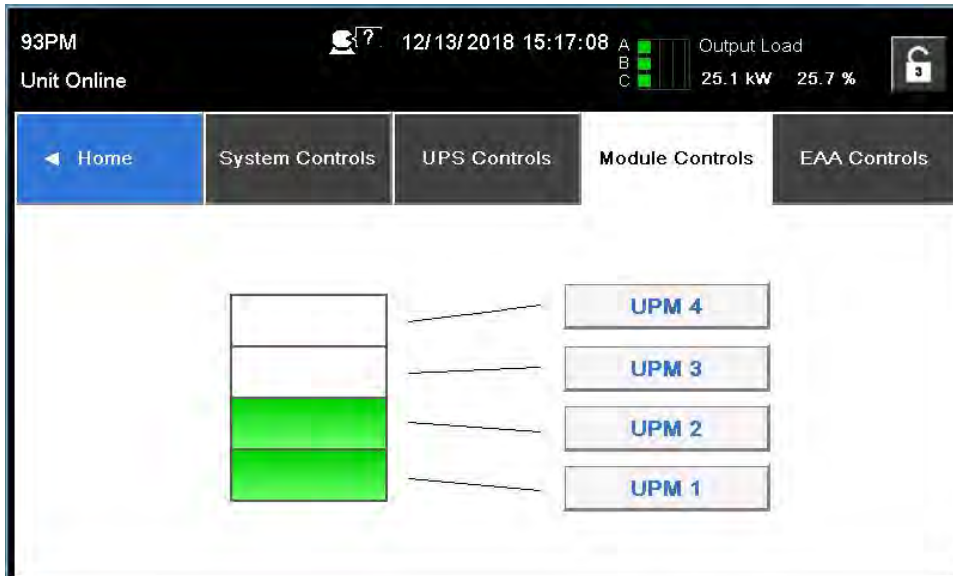 93PM
?
12/13/2018 15:17:08
Unit Online
A
B
C
Output Load
25.1 kW 25.7 %
3
◄ Home
System Controls
UPS Controls
Module Controls
EAA Controls
UPM 4
UPM 3
UPM 2
UPM 1